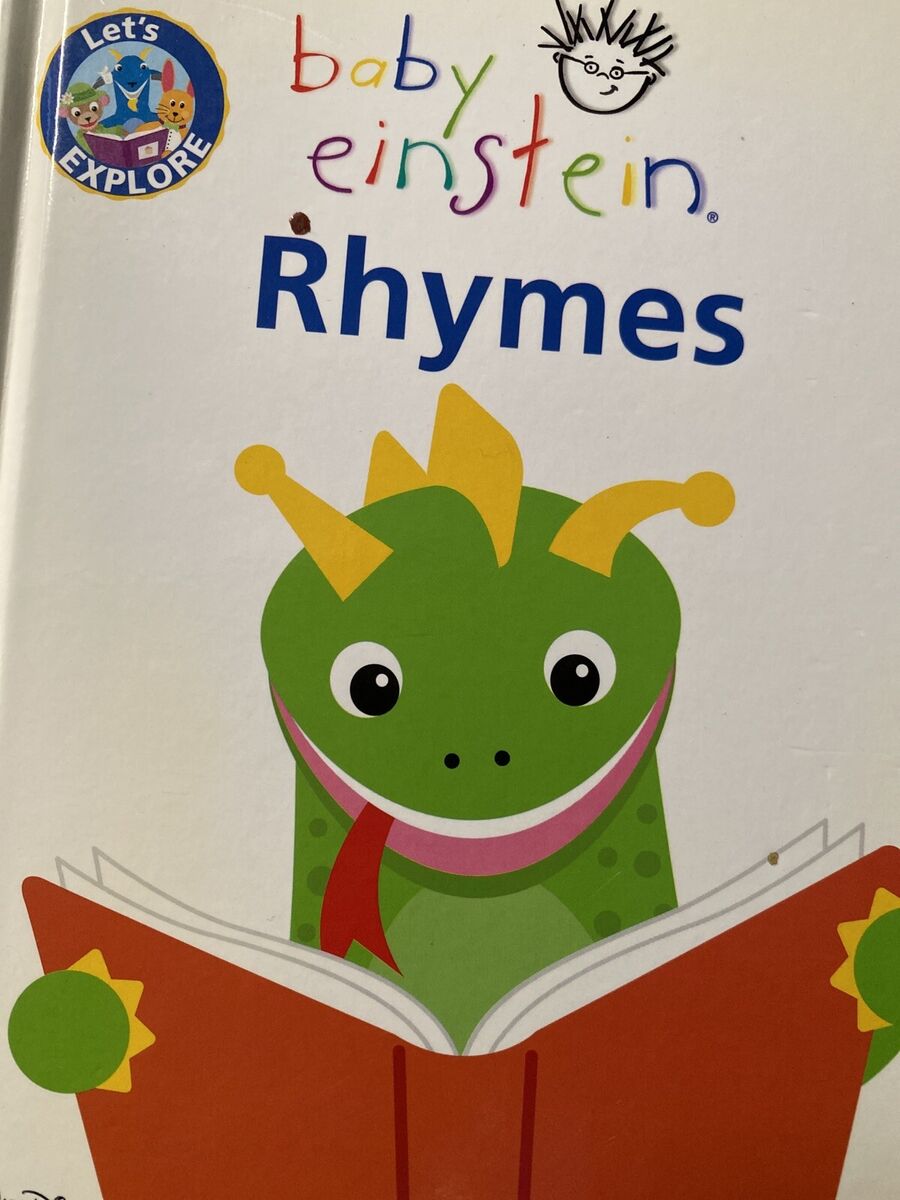 Let's
EXPLORE
baby
einstein®
Rhymes